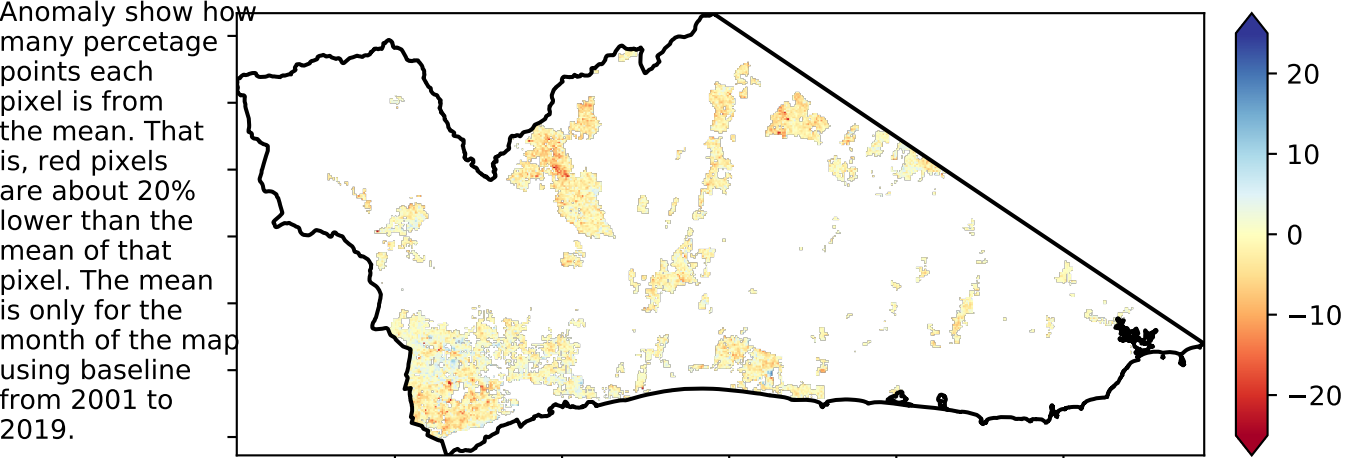 Anomaly show how
many percetage
points each
pixel is from
the mean. That
is, red pixels
are about 20%
lower than the
mean of that
pixel. The mean
is only for the
month of the map
using baseline
from 2001 to
2019.
20
10
0
−10
−20